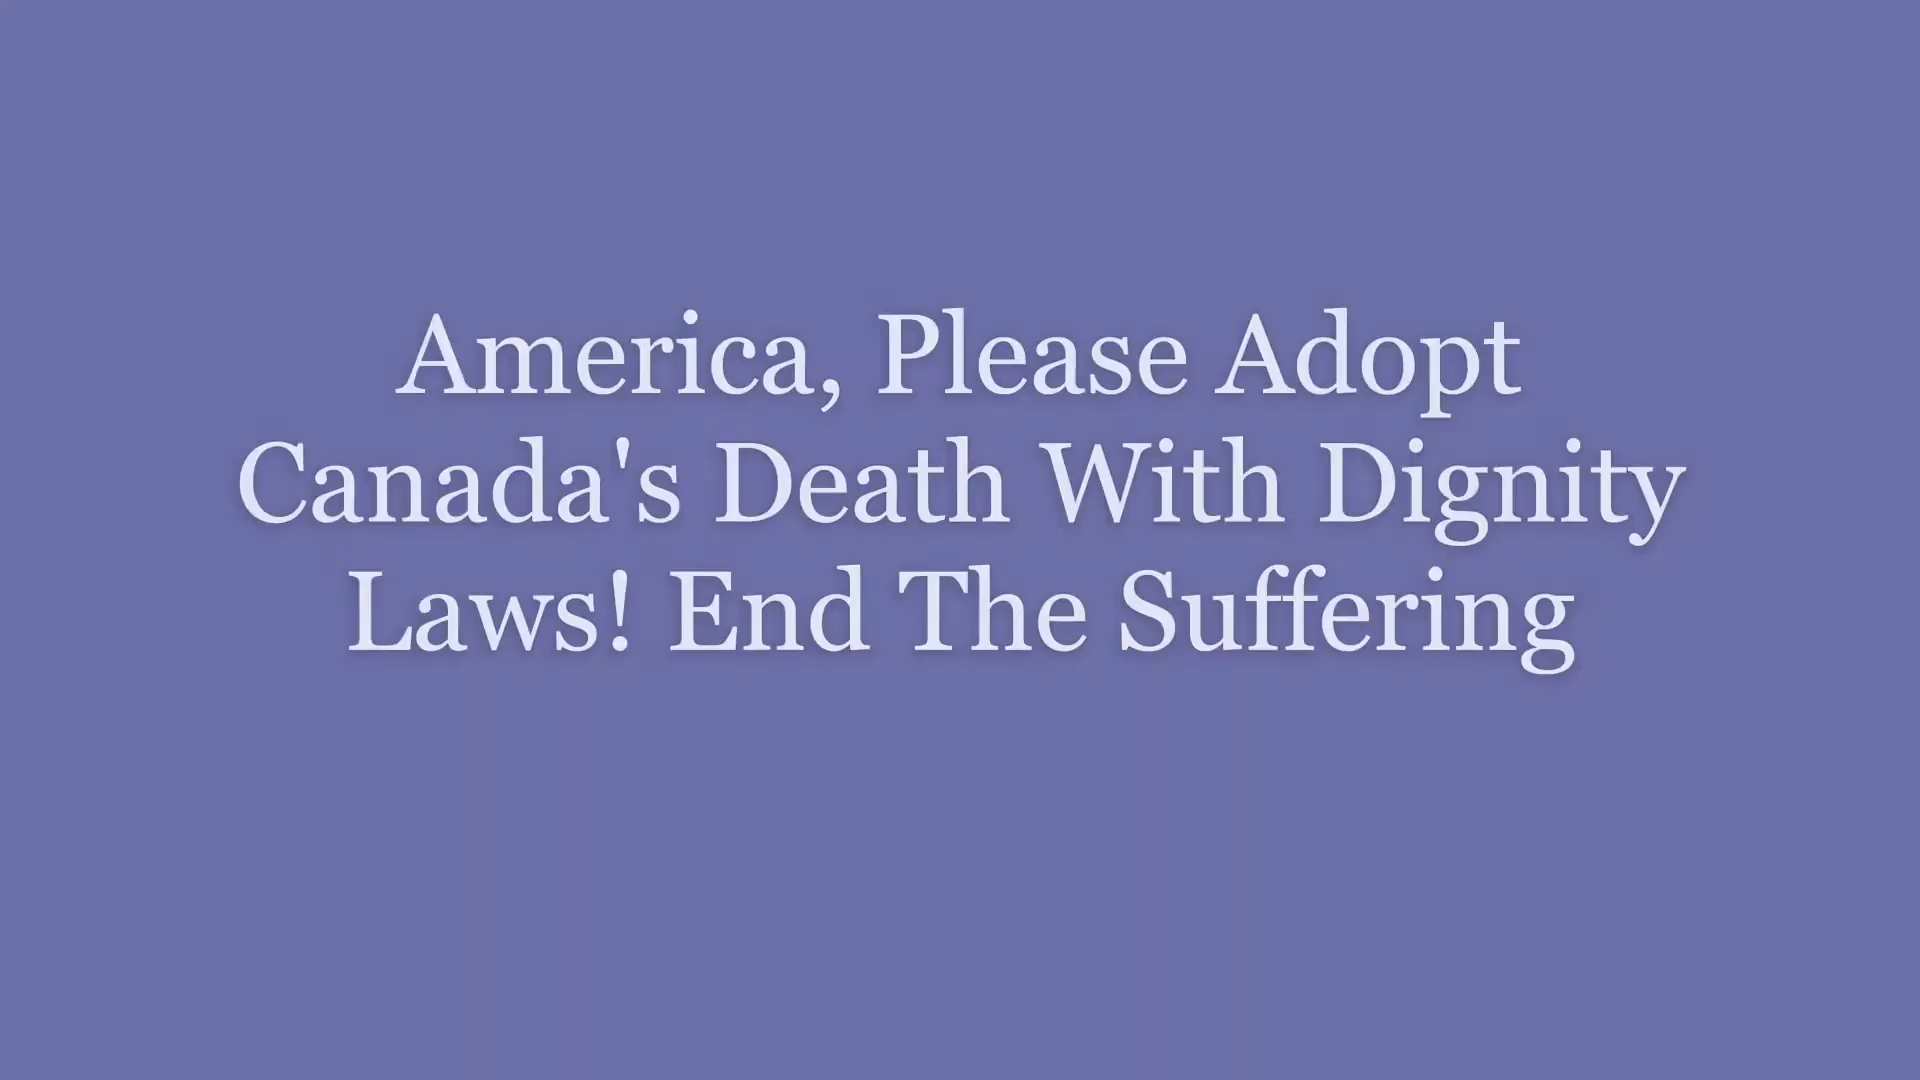 America, Please Adopt
Canada's Death With Dignity
Laws! End The Suffering